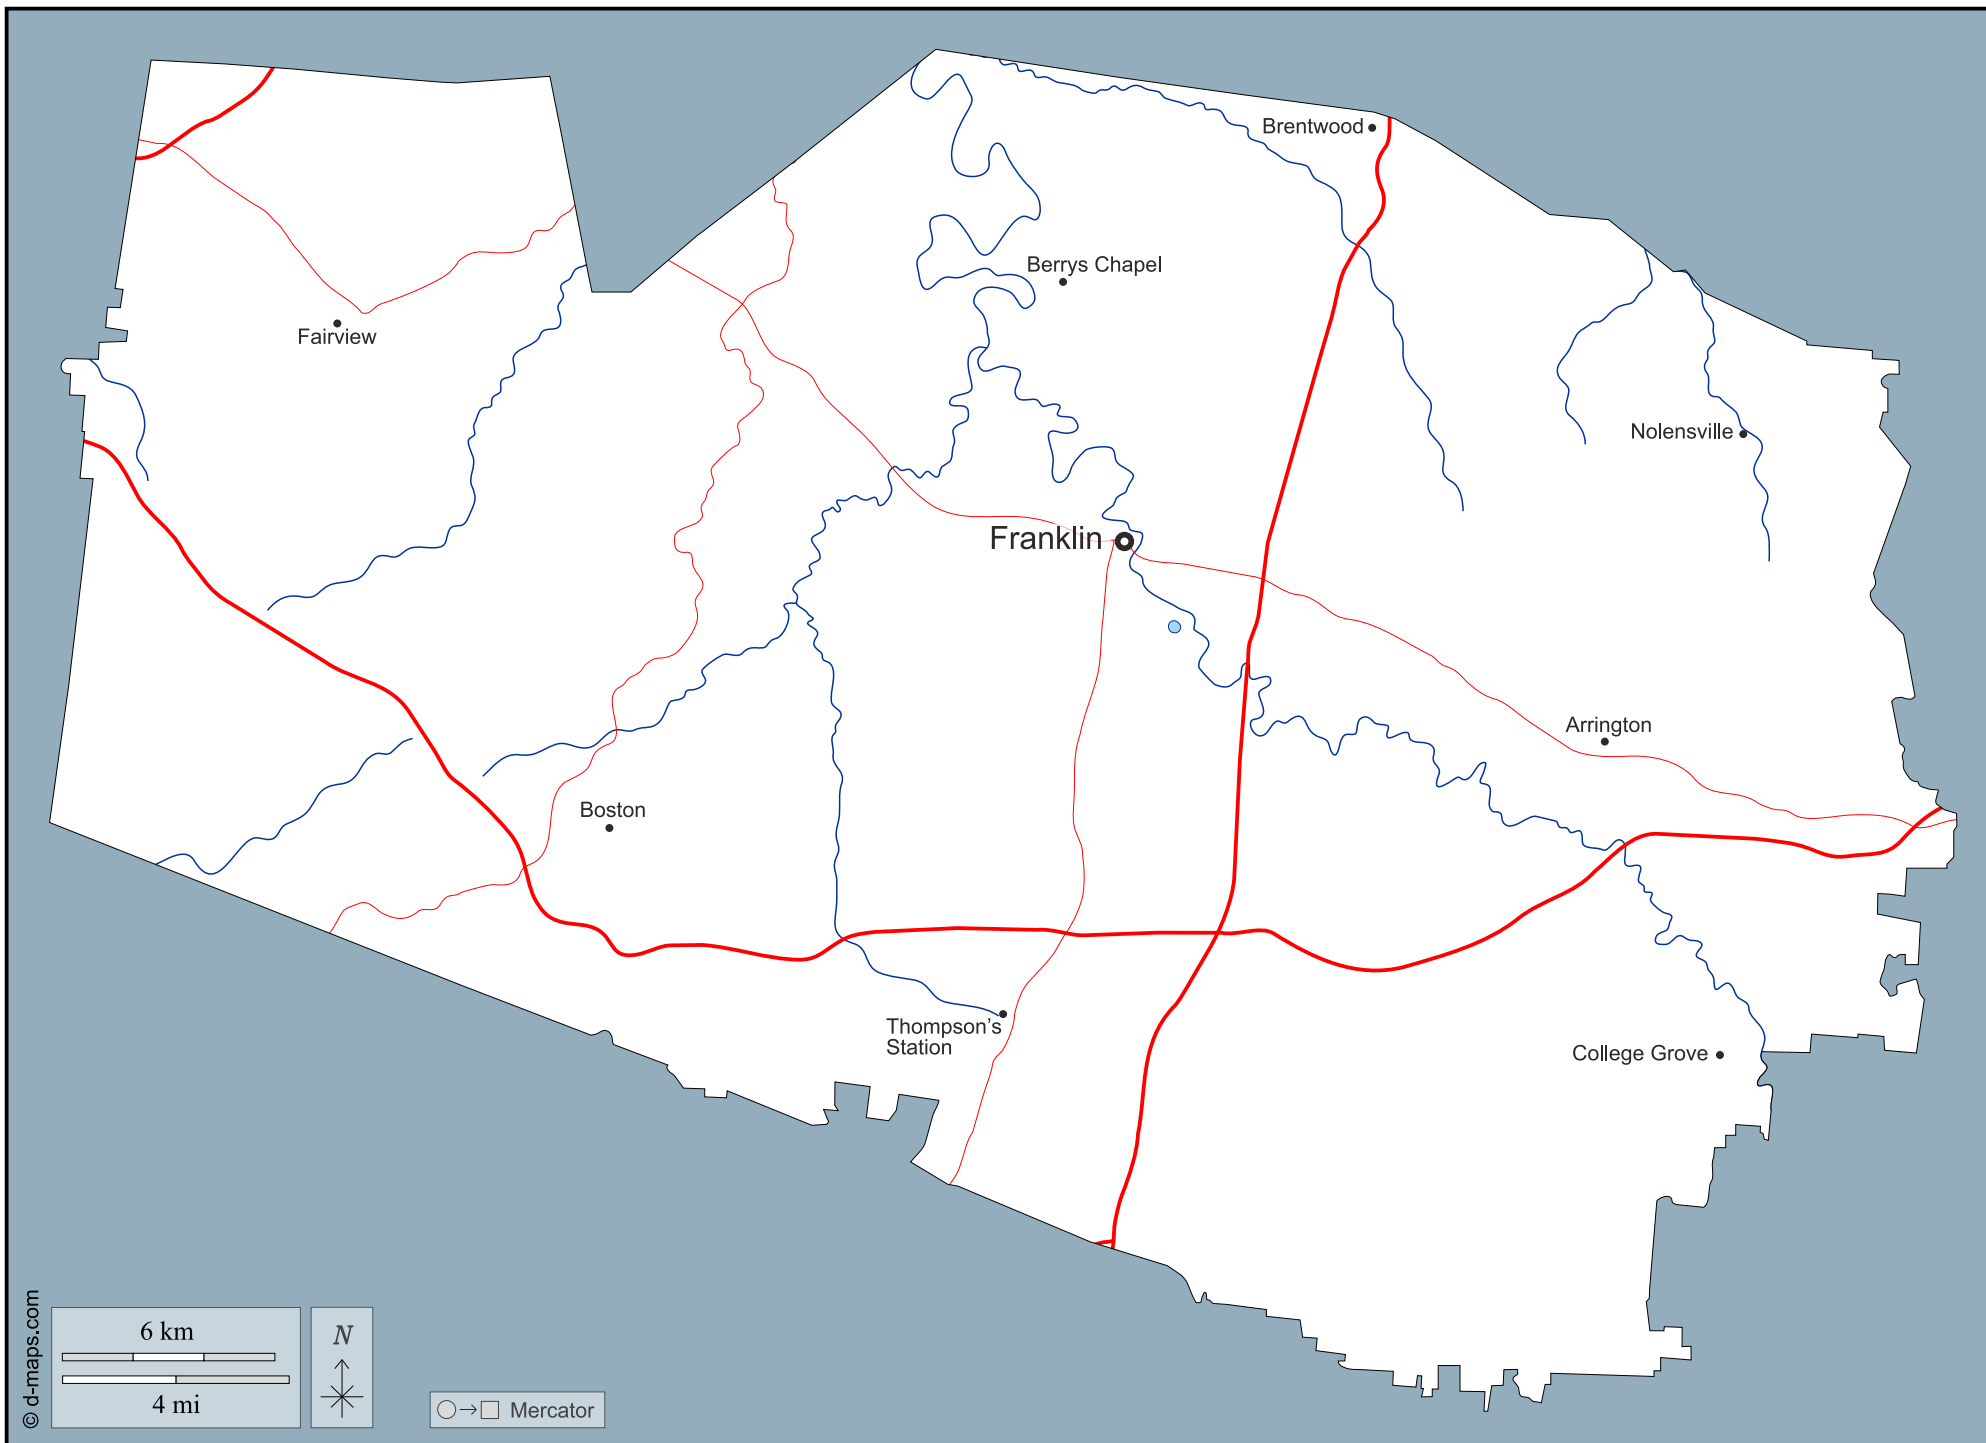 Brentwood
Berrys Chapel
Fairview
Nolensville
Franklin
Arrington
Boston
Thompson's
Station
College Grove
© d-maps.com
6 km
4 mi
N
Mercator